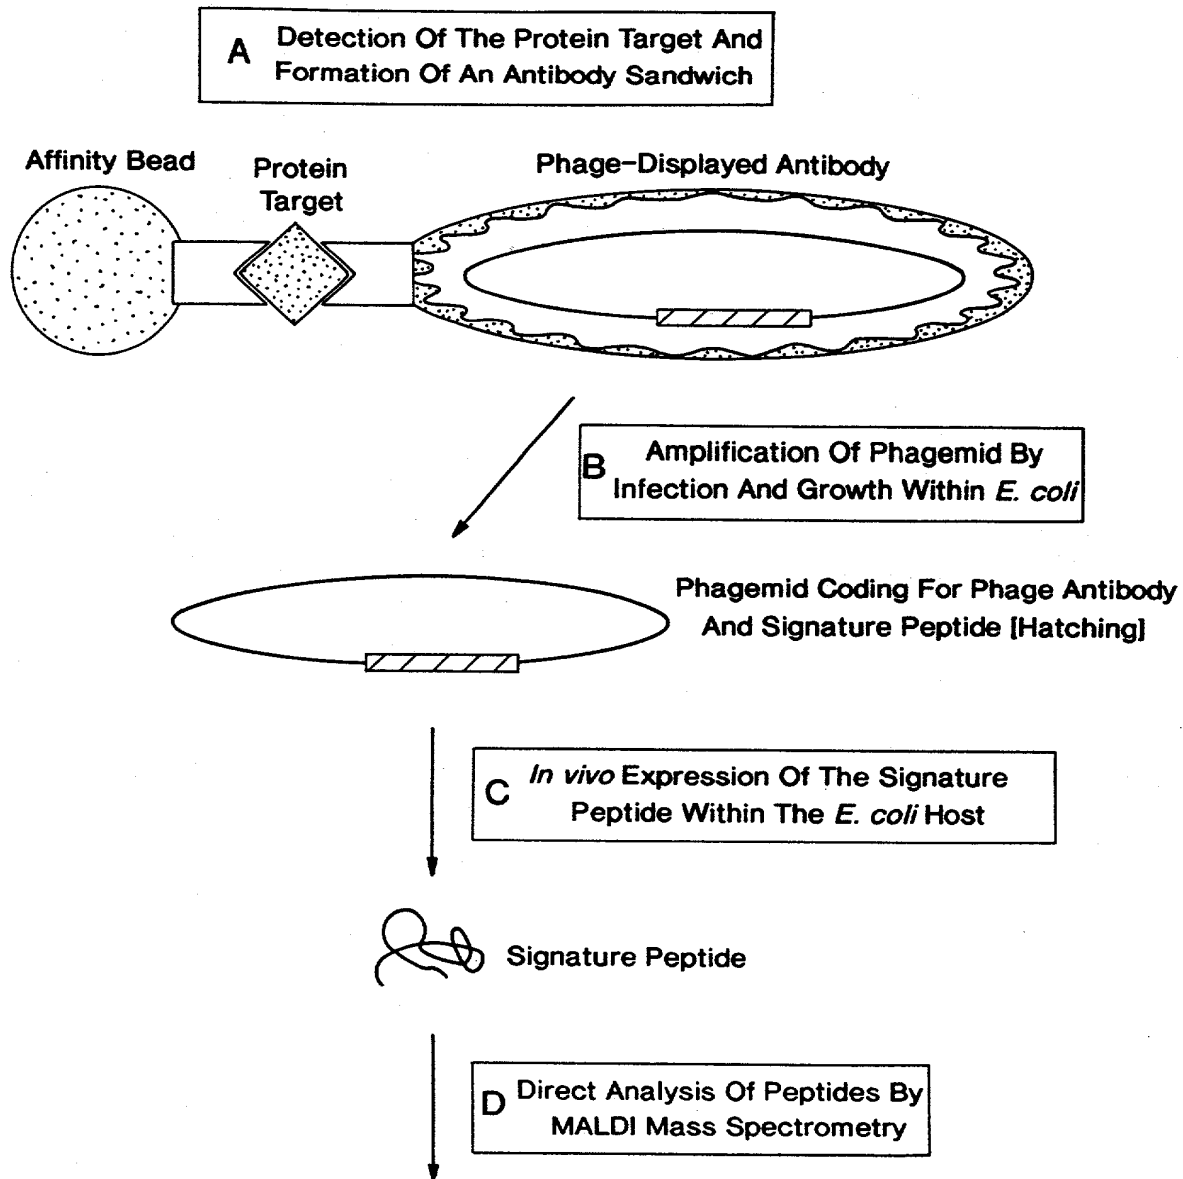 A
Detection Of The Protein Target And
Formation Of An Antibody Sandwich
Affinity Bead
Protein
Target
Phage-Displayed Antibody
B
Amplification Of Phagemid By
Infection And Growth Within E. coli
Phagemid Coding For Phage Antibody
And Signature Peptide [Hatching]
C
In vivo Expression Of The Signature
Peptide Within The E. coli Host
Signature Peptide
D
Direct Analysis Of Peptides By
MALDI Mass Spectrometry